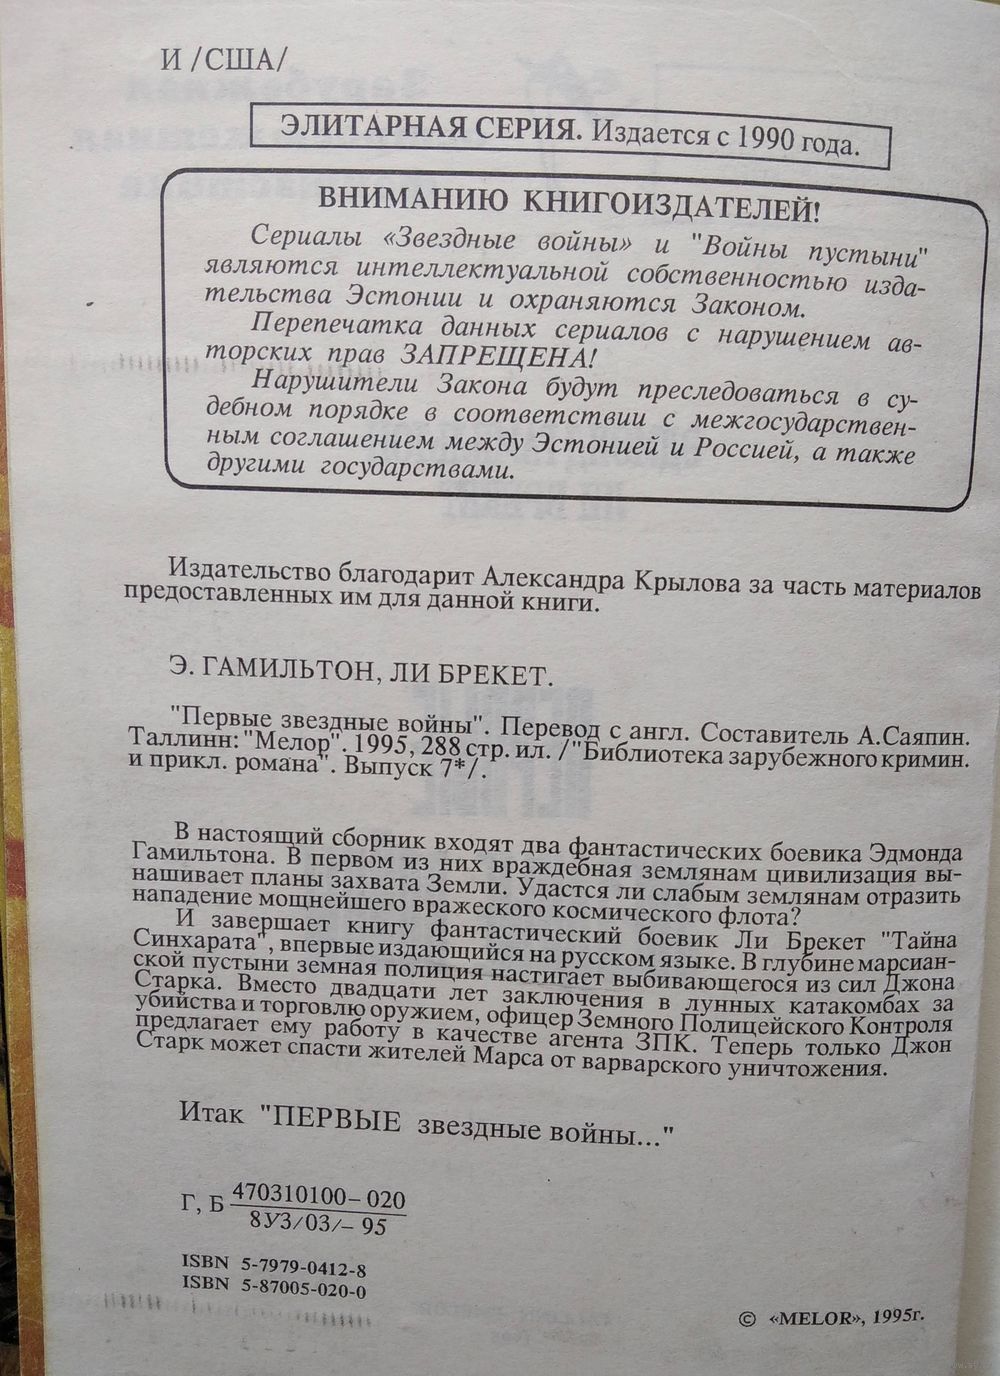 И /США/
ЭЛИТАРНАЯ СЕРИЯ. Издается с 1990 года.
ВНИМАНИЮ КНИГОИЗДАТЕЛЕЙ!
Сериалы «Звездные войны» и "Войны пустыни"
являются интеллектуальной собственностью изда-
тельства Эстонии и охраняются Законом.
Перепечатка данных сериалов с нарушением ав-
торских прав ЗАПРЕЩЕНА!
Нарушители Закона будут преследоваться в су-
дебном порядке в соответствии с межгосударствен-
ным соглашением между Эстонией и Россией, а также
другими государствами.
Издательство благодарит Александра Крылова за часть материалов
предоставленных им для данной книги.
Э. ГАМИЛЬТОН, ЛИ БРЕКЕТ.
"Первые звездные войны". Перевод с англ. Составитель А.Саяпин.
Таллинн: "Мелор". 1995, 288 стр. ил. /"Библиотека зарубежного кримин.
и прикл. романа". Выпуск 7*/.
В настоящий сборник входят два фантастических боевика Эдмонда
Гамильтона. В первом из них враждебная землянам цивилизация вы-
нашивает планы захвата Земли. Удастся ли слабым землянам отразить
нападение мощнейшего вражеского космического флота?
И завершает книгу фантастический боевик Ли Брекет "Тайна
Синхарата", впервые издающийся на русском языке. В глубине марсиан-
ской пустыни земная полиция настигает выбивающегося из сил Джона
Старка. Вместо двадцати лет заключения в лунных катакомбах за
убийства и торговлю оружием, офицер Земного Полицейского Контроля
предлагает ему работу в качестве агента ЗПК. Теперь только Джон
Старк может спасти жителей Марса от варварского уничтожения.
Итак "ПЕРВЫЕ звездные войны..."
Г, Б 470310100– 020
8УЗ/03/– 95
ISBN 5-7979-0412-8
ISBN 5-87005-020-0
© «MELOR», 1995г.